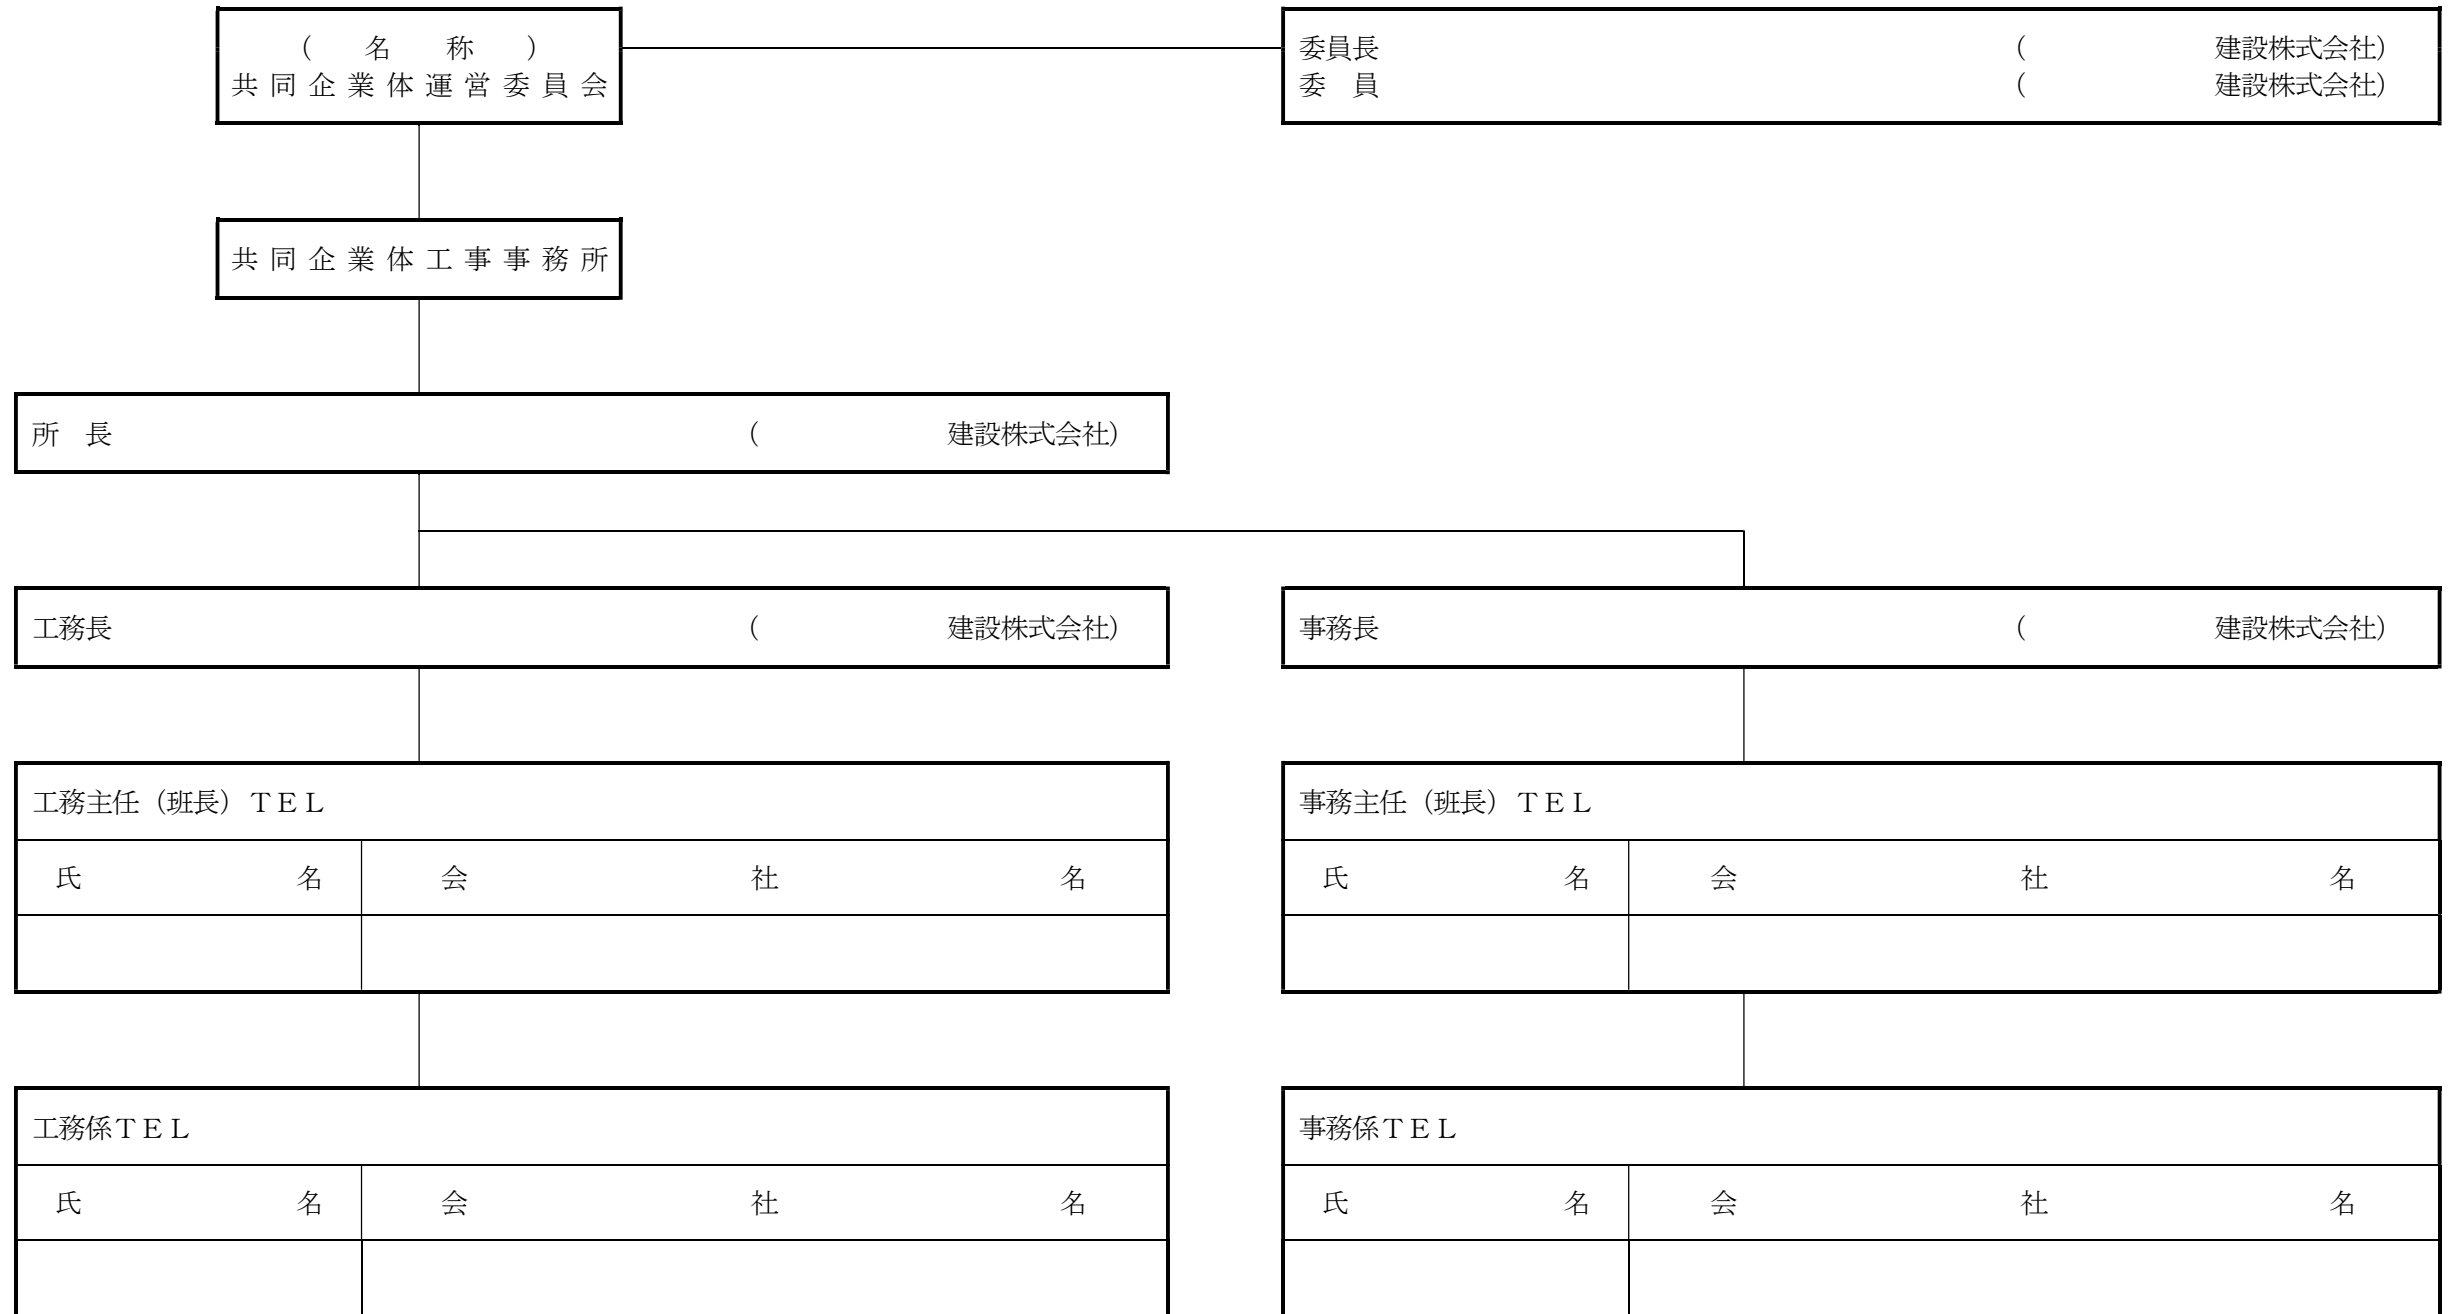 （　名　称　）
共同企業体運営委員会
委員長　（　建設株式会社）
委　員　（　建設株式会社）
共同企業体工事事務所
所　長　（　建設株式会社）
工務長　（　建設株式会社）
事務長　（　建設株式会社）
工務主任（班長）ＴＥＬ
氏　名　会　社　名
事務主任（班長）ＴＥＬ
氏　名　会　社　名
工務係ＴＥＬ
氏　名　会　社　名
事務係ＴＥＬ
氏　名　会　社　名